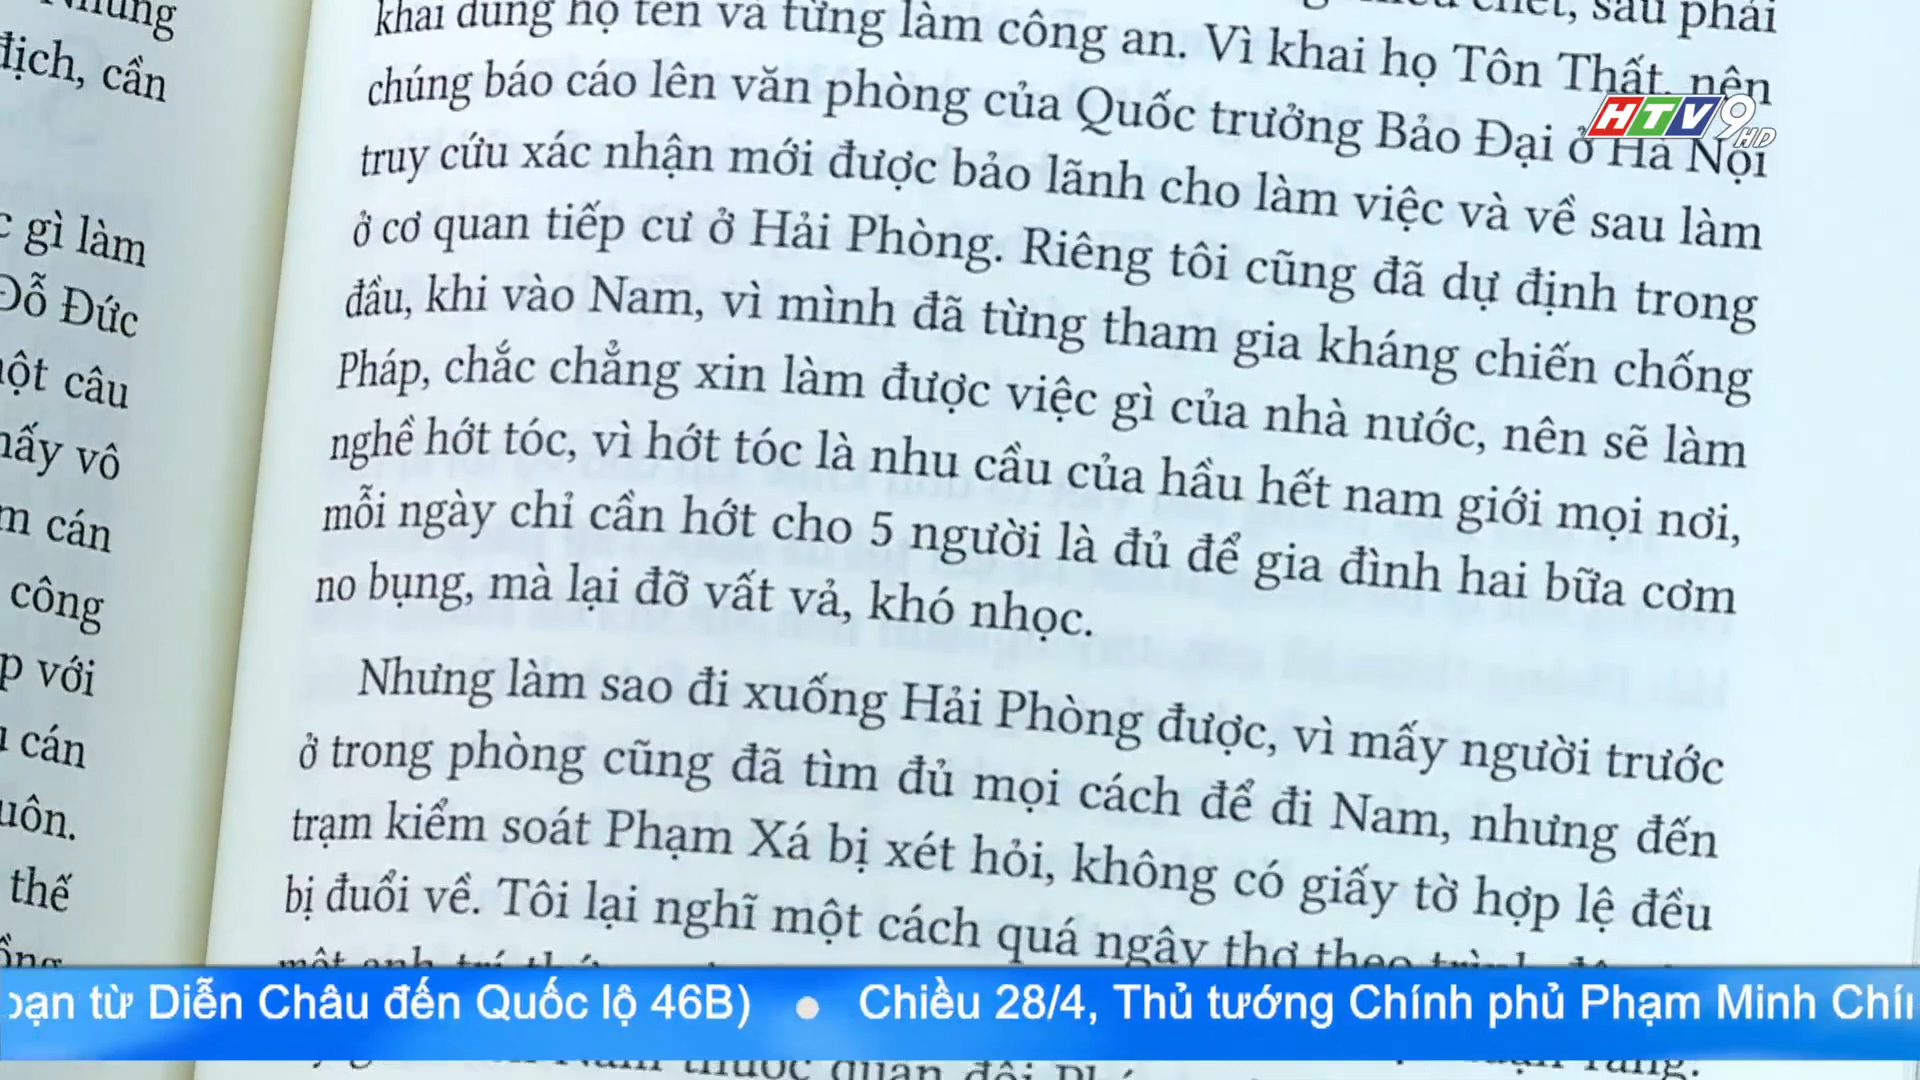 địch, cần
gì làm
Đỗ Đức
một câu
vô
cán
công
với
cán
thế
khai đúng họ tên và từng làm công an. Vì khai họ Tôn Thất, nên
chúng báo cáo lên văn phòng của Quốc trưởng Bảo Đại ở Hà Nội
truy cứu xác nhận mới được bảo lãnh cho làm việc và về sau làm
ở cơ quan tiếp cư ở Hải Phòng. Riêng tôi cũng đã dự định trong
đầu, khi vào Nam, vì mình đã từng tham gia kháng chiến chống
Pháp, chắc chẳng xin làm được việc gì của nhà nước, nên sẽ làm
nghề hớt tóc, vì hớt tóc là nhu cầu của hầu hết nam giới mọi nơi,
mỗi ngày chỉ cần hớt cho 5 người là đủ để gia đình hai bữa cơm
no bụng, mà lại đỡ vất vả, khó nhọc.
Nhưng làm sao đi xuống Hải Phòng được, vì mấy người trước
ở trong phòng cũng đã tìm đủ mọi cách để đi Nam, nhưng đến
trạm kiểm soát Phạm Xá bị xét hỏi, không có giấy tờ hợp lệ đều
bị đuổi về. Tôi lại nghĩ một cách quá ngây thơ theo
HTV9 HD
từ Diễn Châu đến Quốc lộ 46B) ● Chiều 28/4, Thủ tướng Chính phủ Phạm Minh